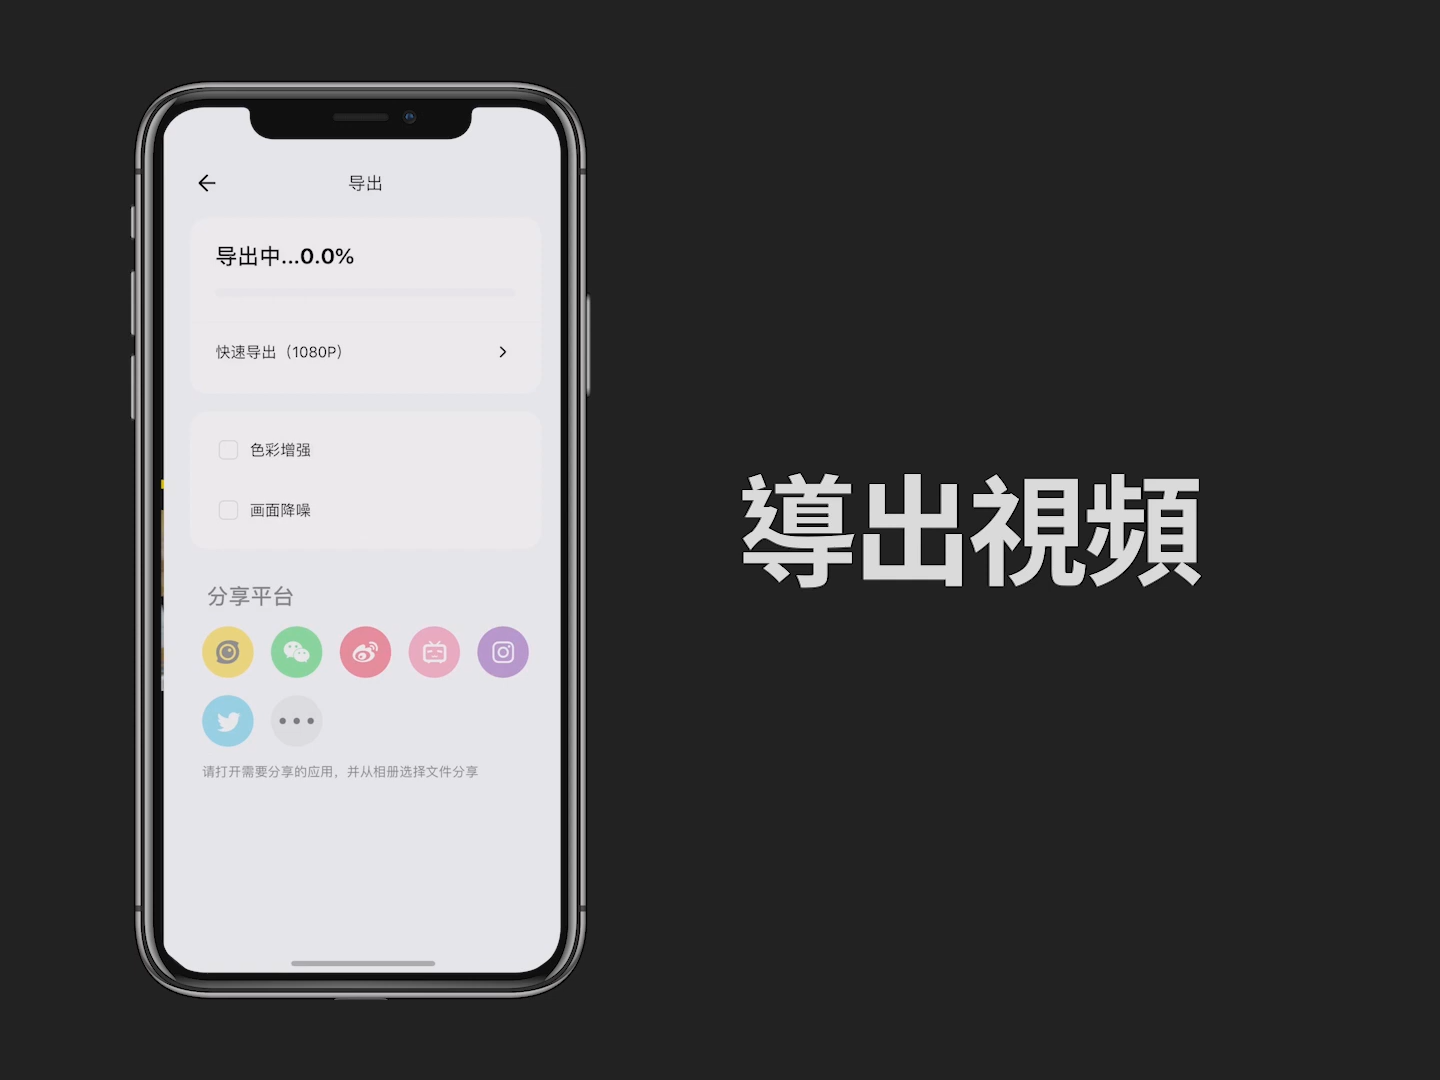 导出
导出中...0.0%
快速导出（1080P）
色彩增强
画面降噪
分享平台
请打开需要分享的应用，并从相册选择文件分享
導出視頻